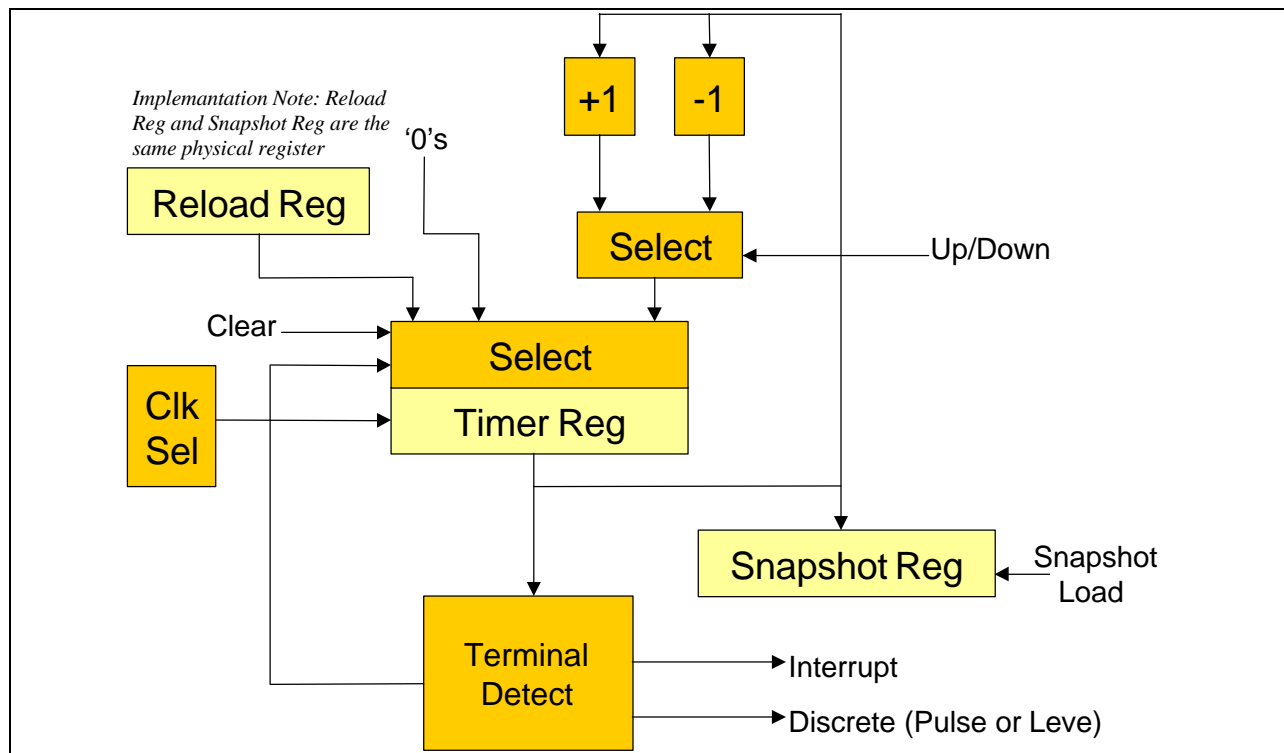 +1
-1
Implemantation Note: Reload
Reg and Snapshot Reg are the
same physical register
‘0’s
Reload Reg
Select
Up/Down
Clear
Select
Clk
Sel
Timer Reg
Snapshot Reg
Snapshot
Load
Terminal
Detect
Interrupt
Discrete (Pulse or Leve)